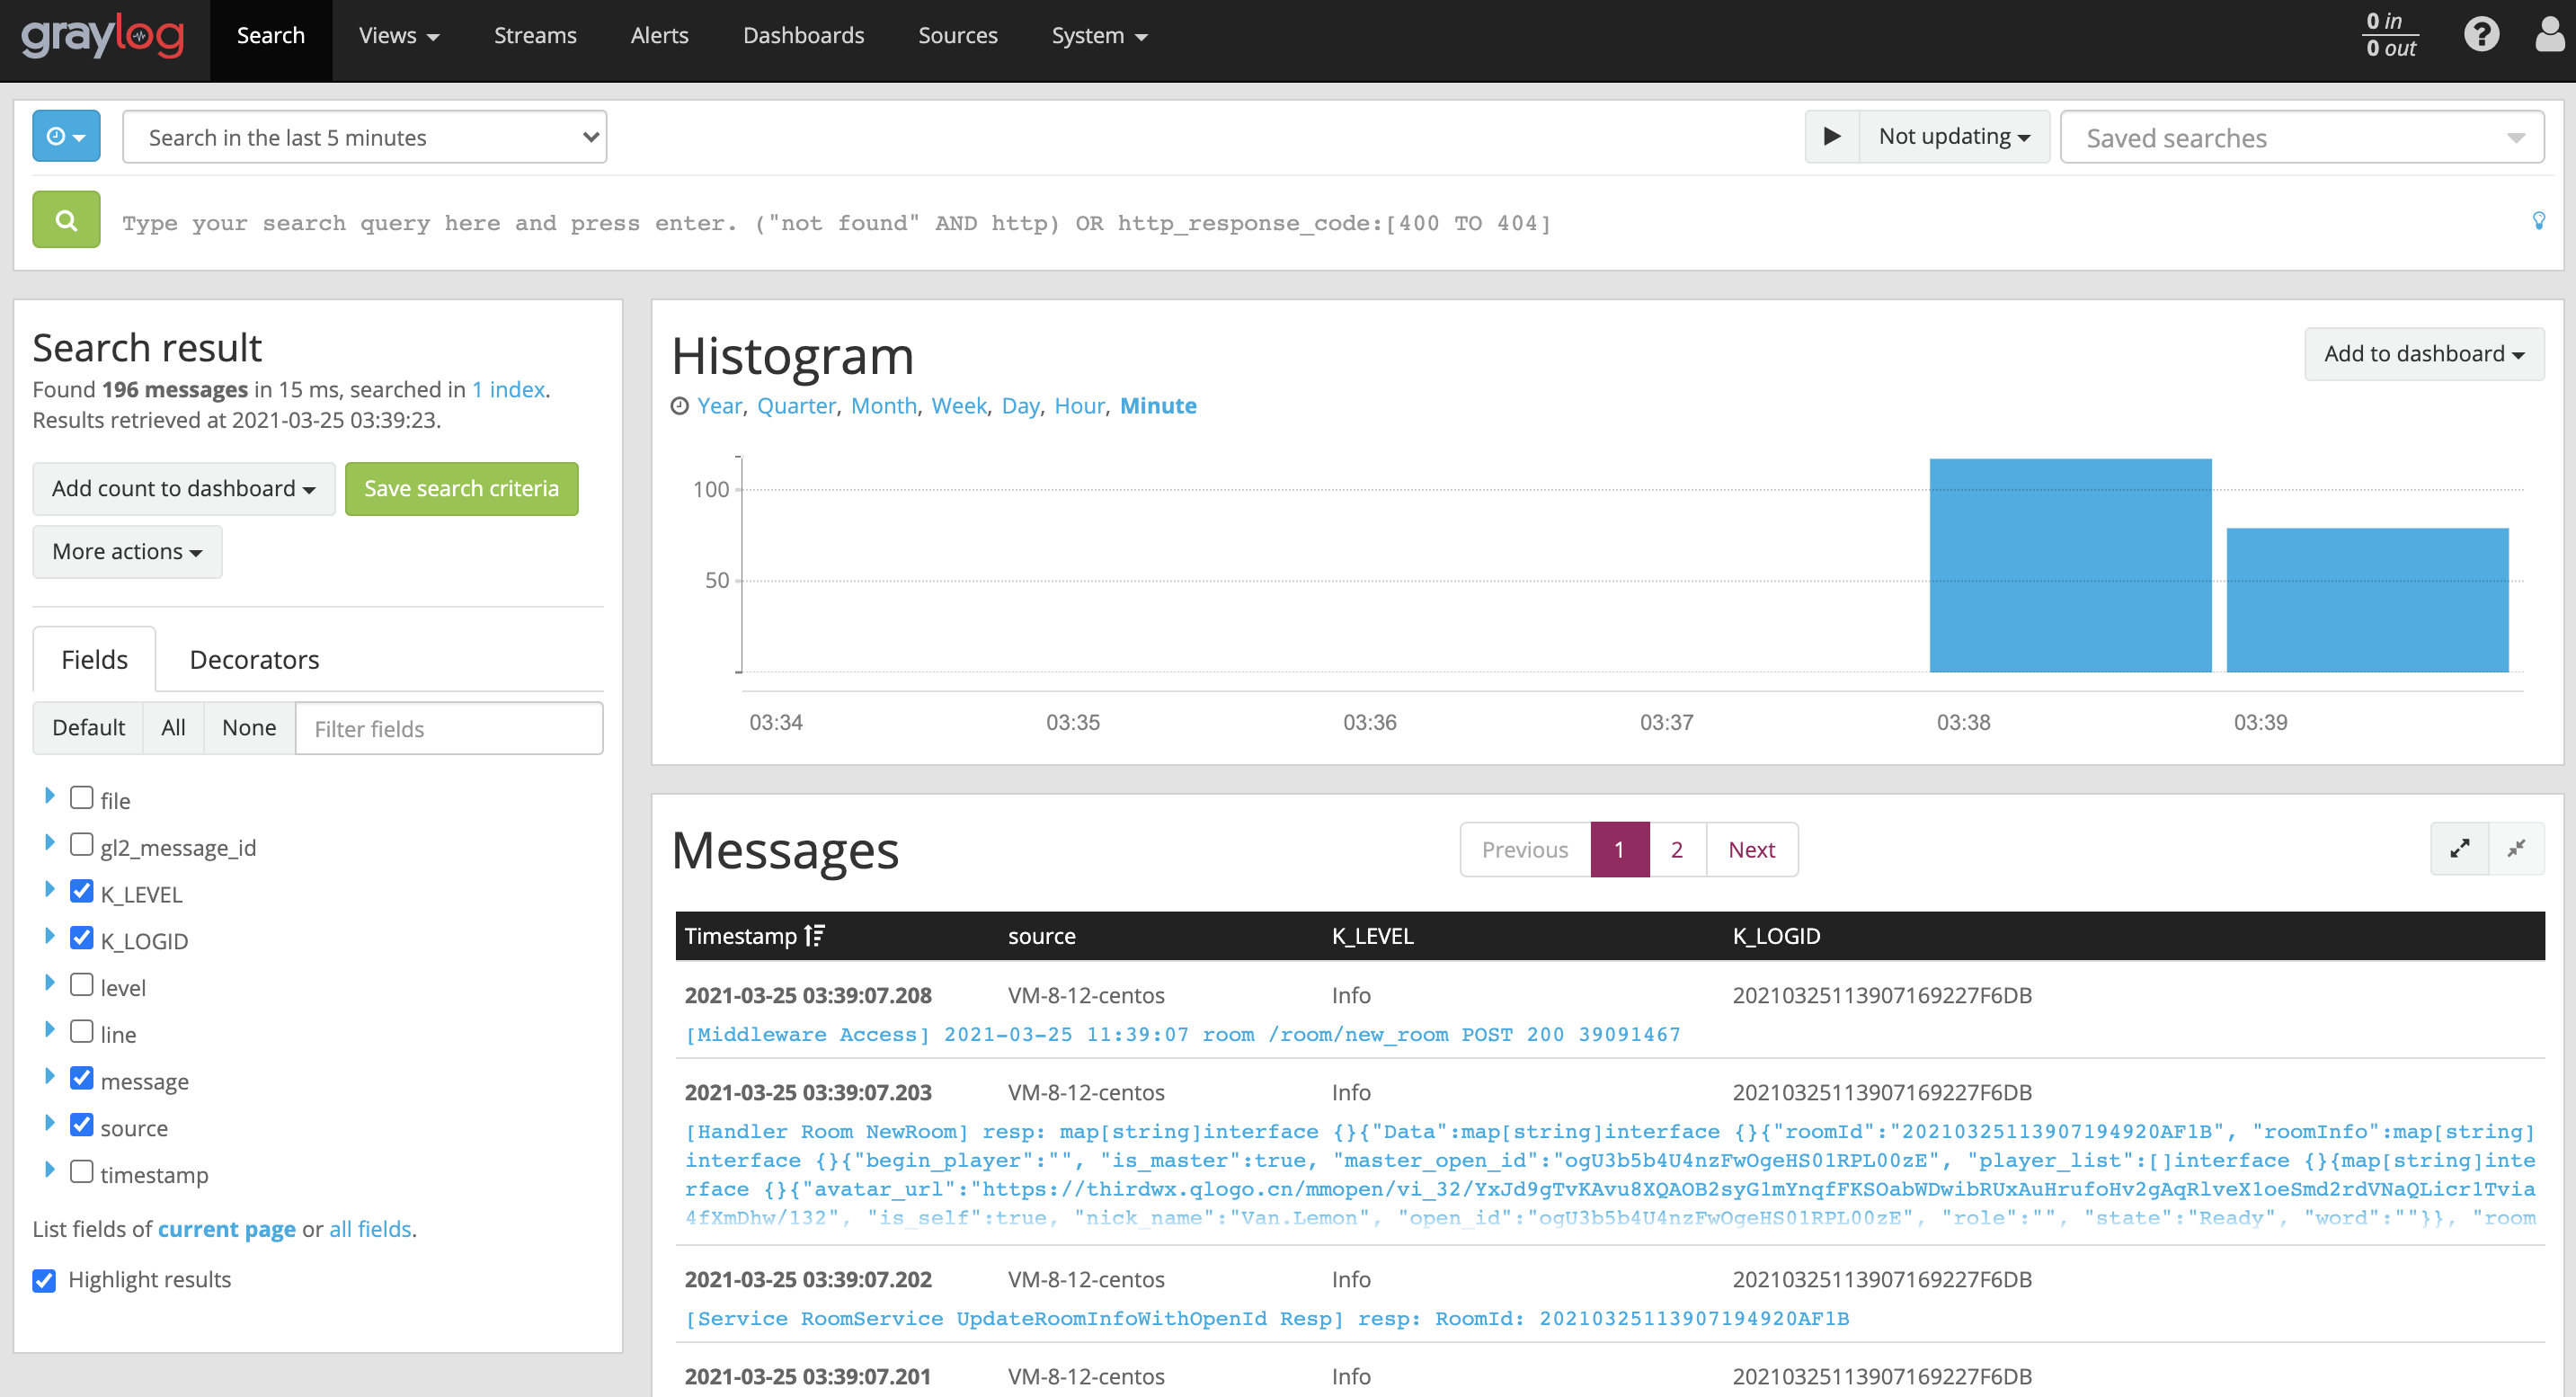 graylog Search Views Streams Alerts Dashboards Sources System 0 in
0 out
Search in the last 5 minutes Not updating Saved searches
Type your search query here and press enter. ("not found" AND http) OR http_response_code:[400 TO 404]
Search result
Found 196 messages in 15 ms, searched in 1 index.
Results retrieved at 2021-03-25 03:39:23.
Add count to dashboard Save search criteria
More actions
Fields Decorators
Default All None Filter fields
file
gl2_message_id
K_LEVEL
K_LOGID
level
line
message
source
timestamp
List fields of current page or all fields.
Highlight results
Histogram Add to dashboard
Year, Quarter, Month, Week, Day, Hour, Minute
100
50
03:34 03:35 03:36 03:37 03:38 03:39
Messages Previous 1 2 Next
Timestamp source K_LEVEL K_LOGID
2021-03-25 03:39:07.208 VM-8-12-centos Info 20210325113907169227F6DB
[Middleware Access] 2021-03-25 11:39:07 room /room/new_room POST 200 39091467
2021-03-25 03:39:07.203 VM-8-12-centos Info 20210325113907169227F6DB
[Handler Room NewRoom] resp: map[string]interface {}{"Data":map[string]interface {}{"roomId":"20210325113907194920AF1B", "roomInfo":map[string]
interface {}{"begin_player":"", "is_master":true, "master_open_id":"ogU3b5b4U4nzFwOgeHS01RPL00zE", "player_list":[]interface {}{map[string]inte
rface {}{"avatar_url":"https://thirdwx.qlogo.cn/mmopen/vi_32/YxJd9gTvKAvu8XQAOB2syG1mYnqfFKSOabWDwibRUxAuHrufoHv2gAqRlveX1oeSmd2rdVNaQLicr1Tvia
4fXmDhw/132", "is_self":true, "nick_name":"Van.Lemon", "open_id":"ogU3b5b4U4nzFwOgeHS01RPL00zE", "role":"", "state":"Ready", "word":""}}, "room
2021-03-25 03:39:07.202 VM-8-12-centos Info 20210325113907169227F6DB
[Service RoomService UpdateRoomInfoWithOpenId Resp] resp: RoomId: 20210325113907194920AF1B
2021-03-25 03:39:07.201 VM-8-12-centos Info 20210325113907169227F6DB